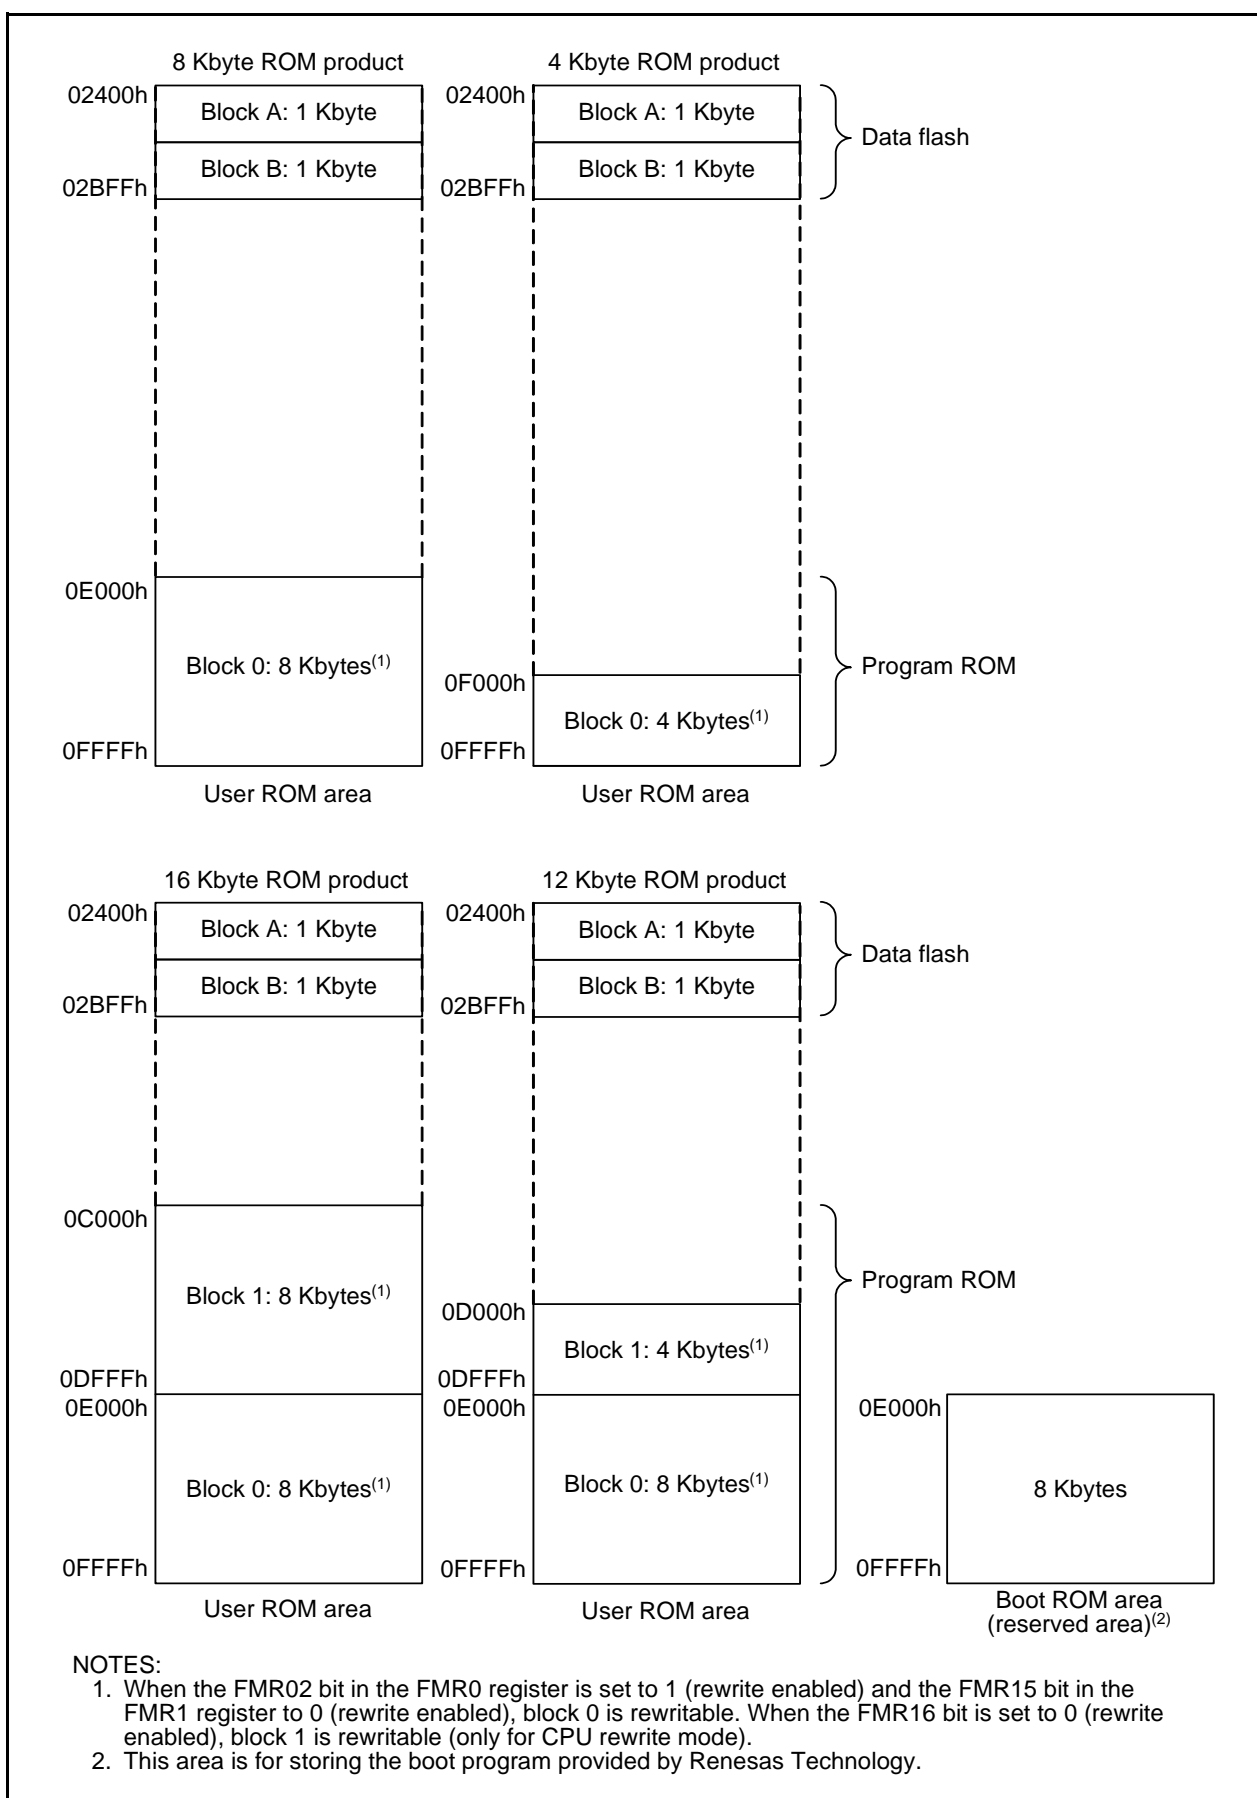 8 Kbyte ROM product
4 Kbyte ROM product
02400h
Block A: 1 Kbyte
02400h
Block A: 1 Kbyte
Data flash
Block B: 1 Kbyte
Block B: 1 Kbyte
02BFFh
02BFFh
0E000h
Block 0: 8 Kbytes(1)
Program ROM
0F000h
Block 0: 4 Kbytes(1)
0FFFFh
0FFFFh
User ROM area
User ROM area
16 Kbyte ROM product
12 Kbyte ROM product
02400h
Block A: 1 Kbyte
02400h
Block A: 1 Kbyte
Data flash
Block B: 1 Kbyte
Block B: 1 Kbyte
02BFFh
02BFFh
0C000h
Block 1: 8 Kbytes(1)
Program ROM
0D000h
Block 1: 4 Kbytes(1)
0DFFFh
0DFFFh
0E000h
0E000h
0E000h
Block 0: 8 Kbytes(1)
Block 0: 8 Kbytes(1)
8 Kbytes
0FFFFh
0FFFFh
0FFFFh
User ROM area
User ROM area
Boot ROM area
(reserved area)(2)
NOTES:
1. When the FMR02 bit in the FMR0 register is set to 1 (rewrite enabled) and the FMR15 bit in the
FMR1 register to 0 (rewrite enabled), block 0 is rewritable. When the FMR16 bit is set to 0 (rewrite
enabled), block 1 is rewritable (only for CPU rewrite mode).
2. This area is for storing the boot program provided by Renesas Technology.